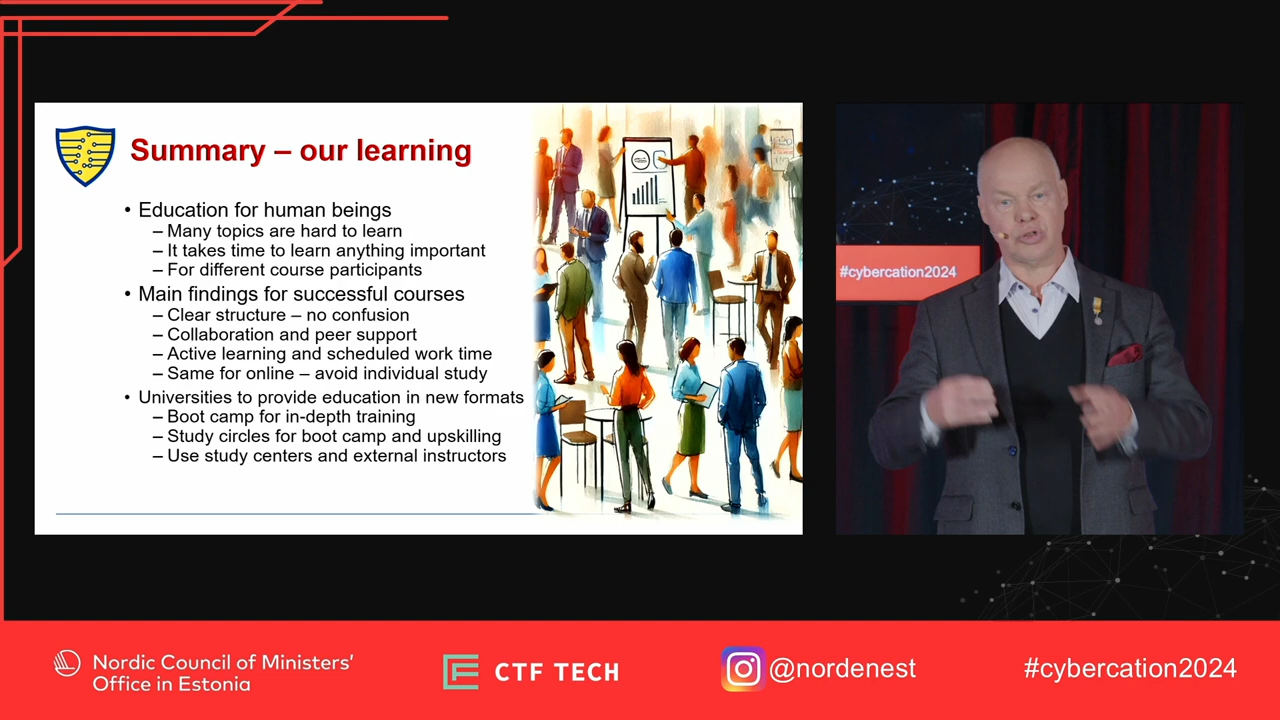 Summary – our learning
• Education for human beings
– Many topics are hard to learn
– It takes time to learn anything important
– For different course participants
• Main findings for successful courses
– Clear structure – no confusion
– Collaboration and peer support
– Active learning and scheduled work time
– Same for online – avoid individual study
• Universities to provide education in new formats
– Boot camp for in-depth training
– Study circles for boot camp and upskilling
– Use study centers and external instructors
#cybercation2024
Nordic Council of Ministers'
Office in Estonia
CTF TECH
@nordenest
#cybercation2024